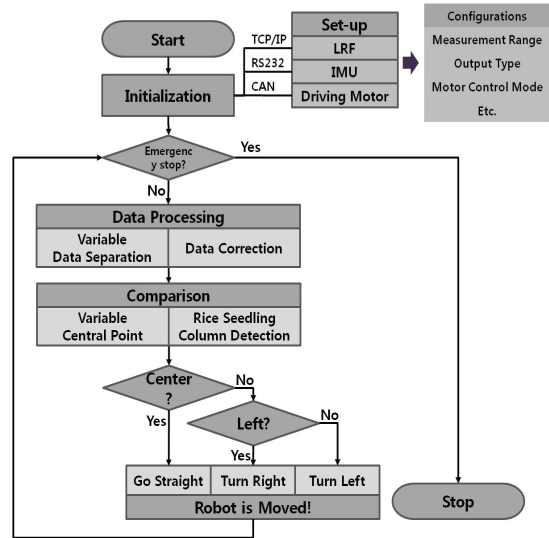 Start
Initialization
TCP/IP
RS232
CAN
Set-up
LRF
IMU
Driving Motor
Configurations
Measurement Range
Output Type
Motor Control Mode
Etc.
Emergenc
y stop?
Yes
No
Data Processing
Variable
Data Separation
Data Correction
Comparison
Variable
Central Point
Rice Seedling
Column Detection
Center
?
No
Yes
Left?
No
Yes
Go Straight
Turn Right
Turn Left
Robot is Moved!
Stop